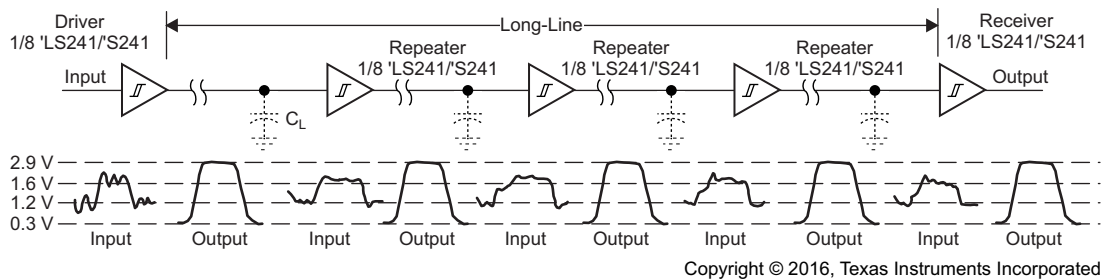 Driver
1/8 'LS241/'S241
Long-Line
Receiver
1/8 'LS241/'S241
Repeater
1/8 'LS241/'S241
Repeater
1/8 'LS241/'S241
Repeater
1/8 'LS241/'S241
Input
Output
CL
2.9 V
1.6 V
1.2 V
0.3 V
Input
Output
Input
Output
Input
Output
Input
Output
Input
Output
Copyright © 2016, Texas Instruments Incorporated